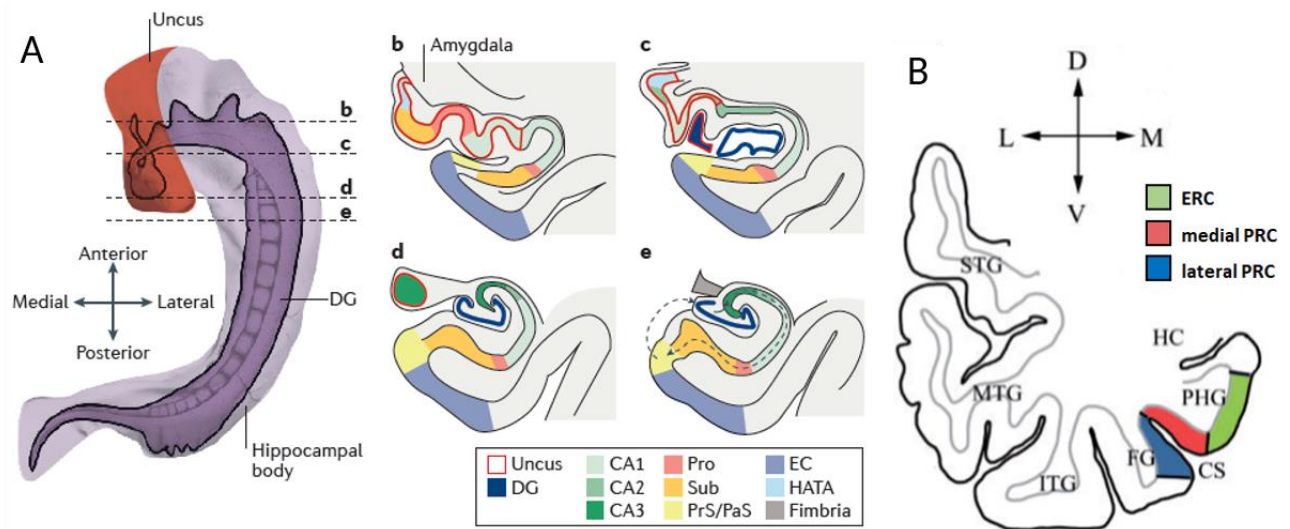 A
Uncus
b
c
d
e
Anterior
Medial
Lateral
Posterior
DG
Hippocampal
body
b
Amygdala
c
d
e
Uncus
DG
CA1
CA2
CA3
Pro
Sub
PrS/PaS
EC
HATA
Fimbria
B
D
L
M
V
ERC
medial PRC
lateral PRC
STG
MTG
ITG
HC
PHG
FG
CS